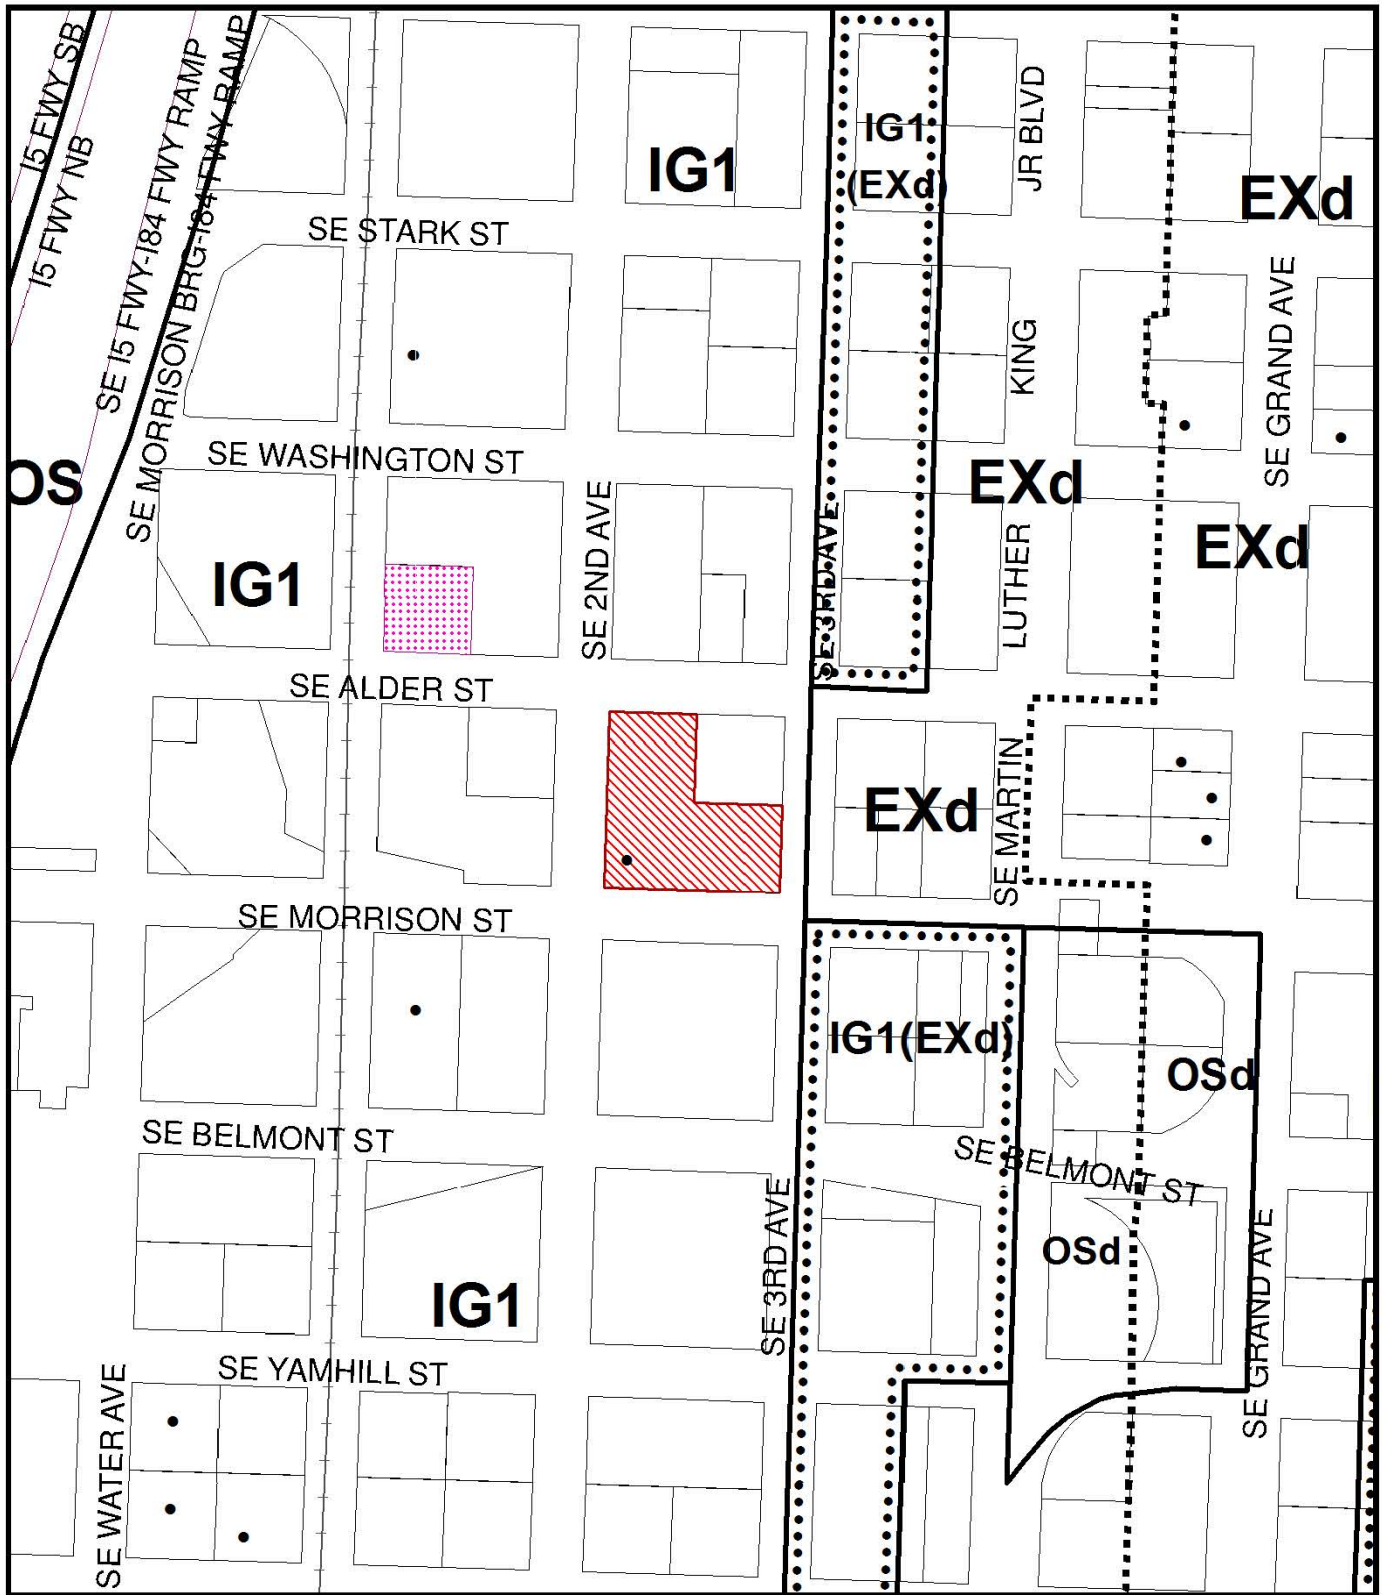 I5 FWY SB
I5 FWY NB
SE I5 FWY-I84 FWY RAMP
SE MORRISON BRG-I84 FWY RAMP
IG1
IG1
(EXd)
JR BLVD
EXd
SE STARK ST
KING
SE GRAND AVE
OS
SE WASHINGTON ST
EXd
IG1
SE 2ND AVE
SE 3RD AVE
LUTHER
EXd
SE ALDER ST
EXd
SE MARTIN
SE MORRISON ST
IG1(EXd)
OSd
SE BELMONT ST
SE BELMONT ST
IG1
SE 3RD AVE
OSd
SE GRAND AVE
SE YAMHILL ST
SE WATER AVE